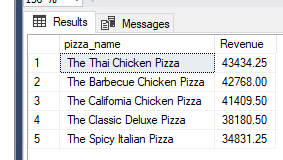 Results Messages
pizza_name Revenue
1 The Thai Chicken Pizza 43434.25
2 The Barbecue Chicken Pizza 42768.00
3 The California Chicken Pizza 41409.50
4 The Classic Deluxe Pizza 38180.50
5 The Spicy Italian Pizza 34831.25